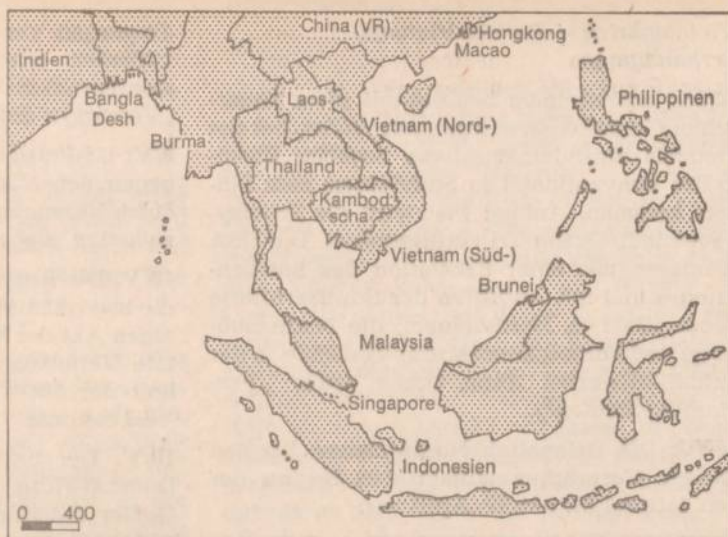 China (VR)
Hongkong
Macao
Indien
Bangla
Desh
Burma
Laos
Vietnam (Nord-)
Philippinen
Thailand
Kambod
scha
Vietnam (Süd-)
Brunei
Malaysia
Singapore
Indonesien
0 400